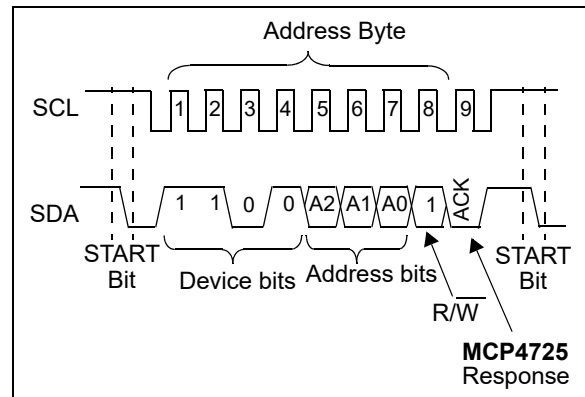 Address Byte
SCL 1 2 3 4 5 6 7 8 9
SDA 1 1 0 0 A2 A1 A0 1 ACK
START Bit
Device bits
Address bits
START Bit
R/W
MCP4725
Response